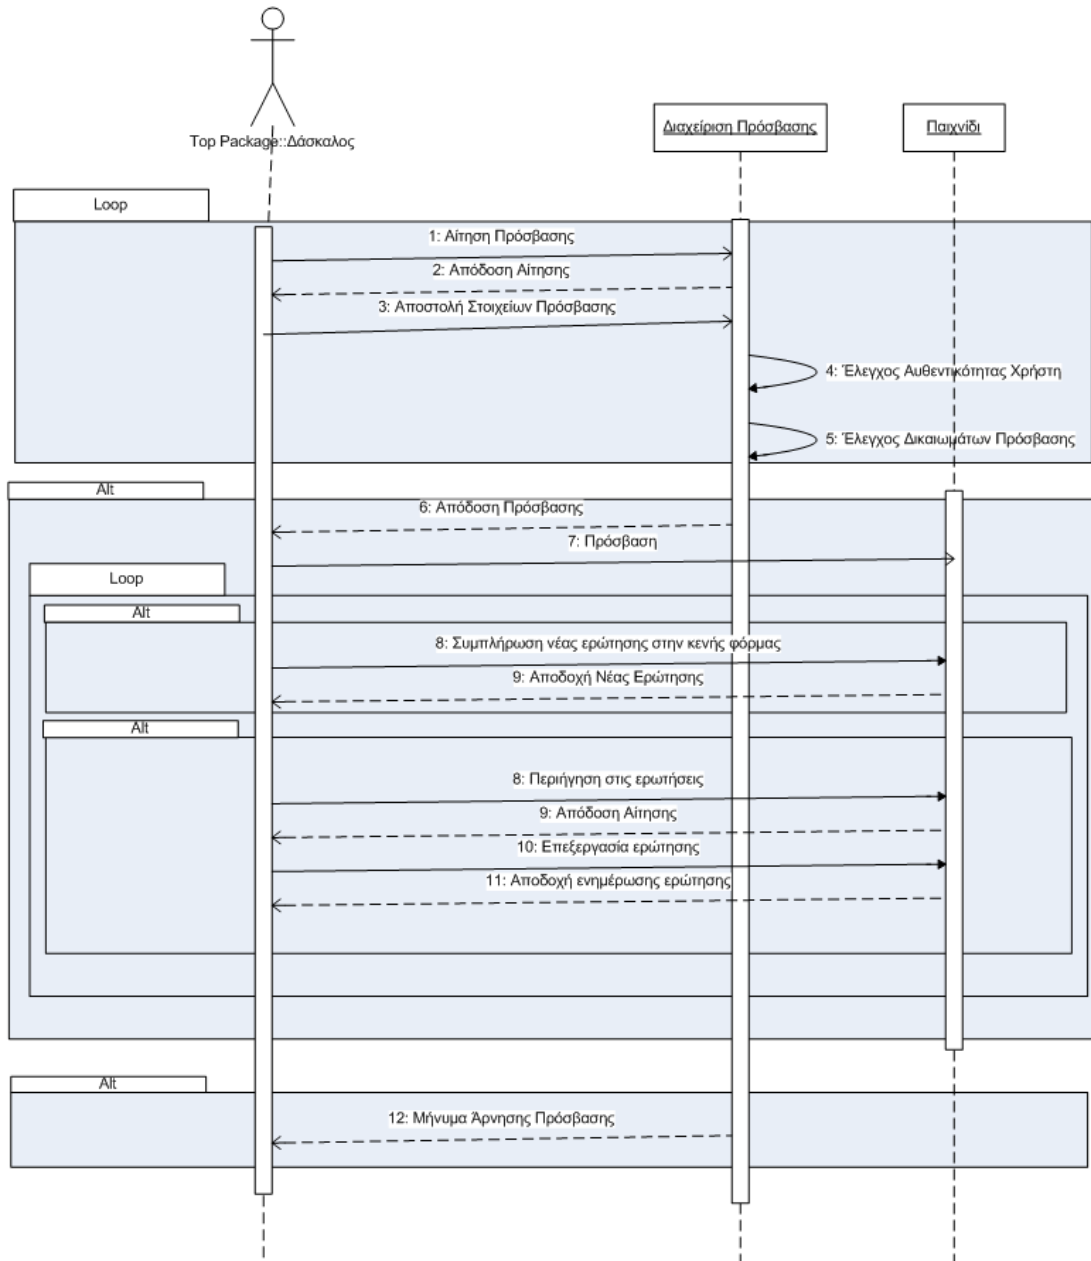 Top Package::Δάσκαλος
Διαχείριση Πρόσβασης
Παιχνίδι
Loop
1: Αίτηση Πρόσβασης
2: Απόδοση Αίτησης
3: Αποστολή Στοιχείων Πρόσβασης
4: Έλεγχος Αυθεντικότητας Χρήστη
5: Έλεγχος Δικαιωμάτων Πρόσβασης
Alt
6: Απόδοση Πρόσβασης
7: Πρόσβαση
Loop
Alt
8: Συμπλήρωση νέας ερώτησης στην κενής φόρμας
9: Αποδοχή Νέας Ερώτησης
Alt
8: Περιήγηση στις ερωτήσεις
9: Απόδοση Αίτησης
10: Επεξεργασία ερώτησης
11: Αποδοχή ενημέρωσης ερώτησης
Alt
12: Μήνυμα Άρνησης Πρόσβασης